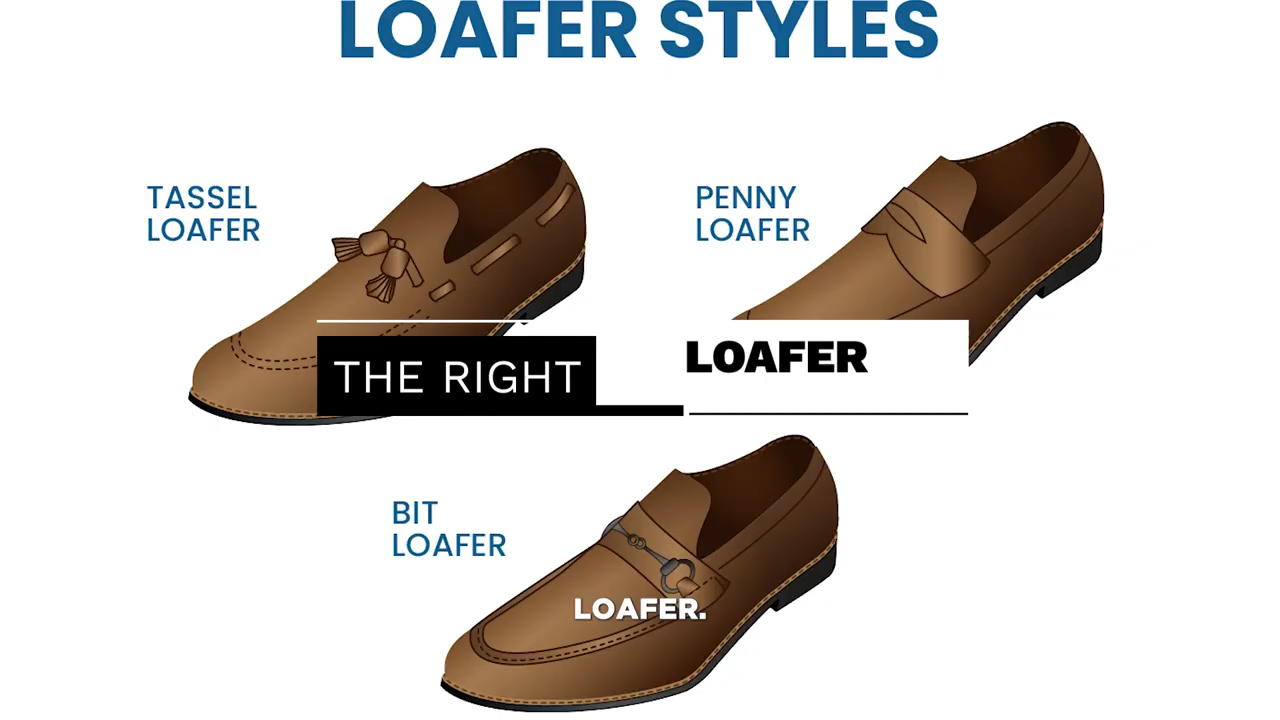 LOAFER STYLES
TASSEL
LOAFER
PENNY
LOAFER
THE RIGHT
LOAFER
BIT
LOAFER
LOAFER.